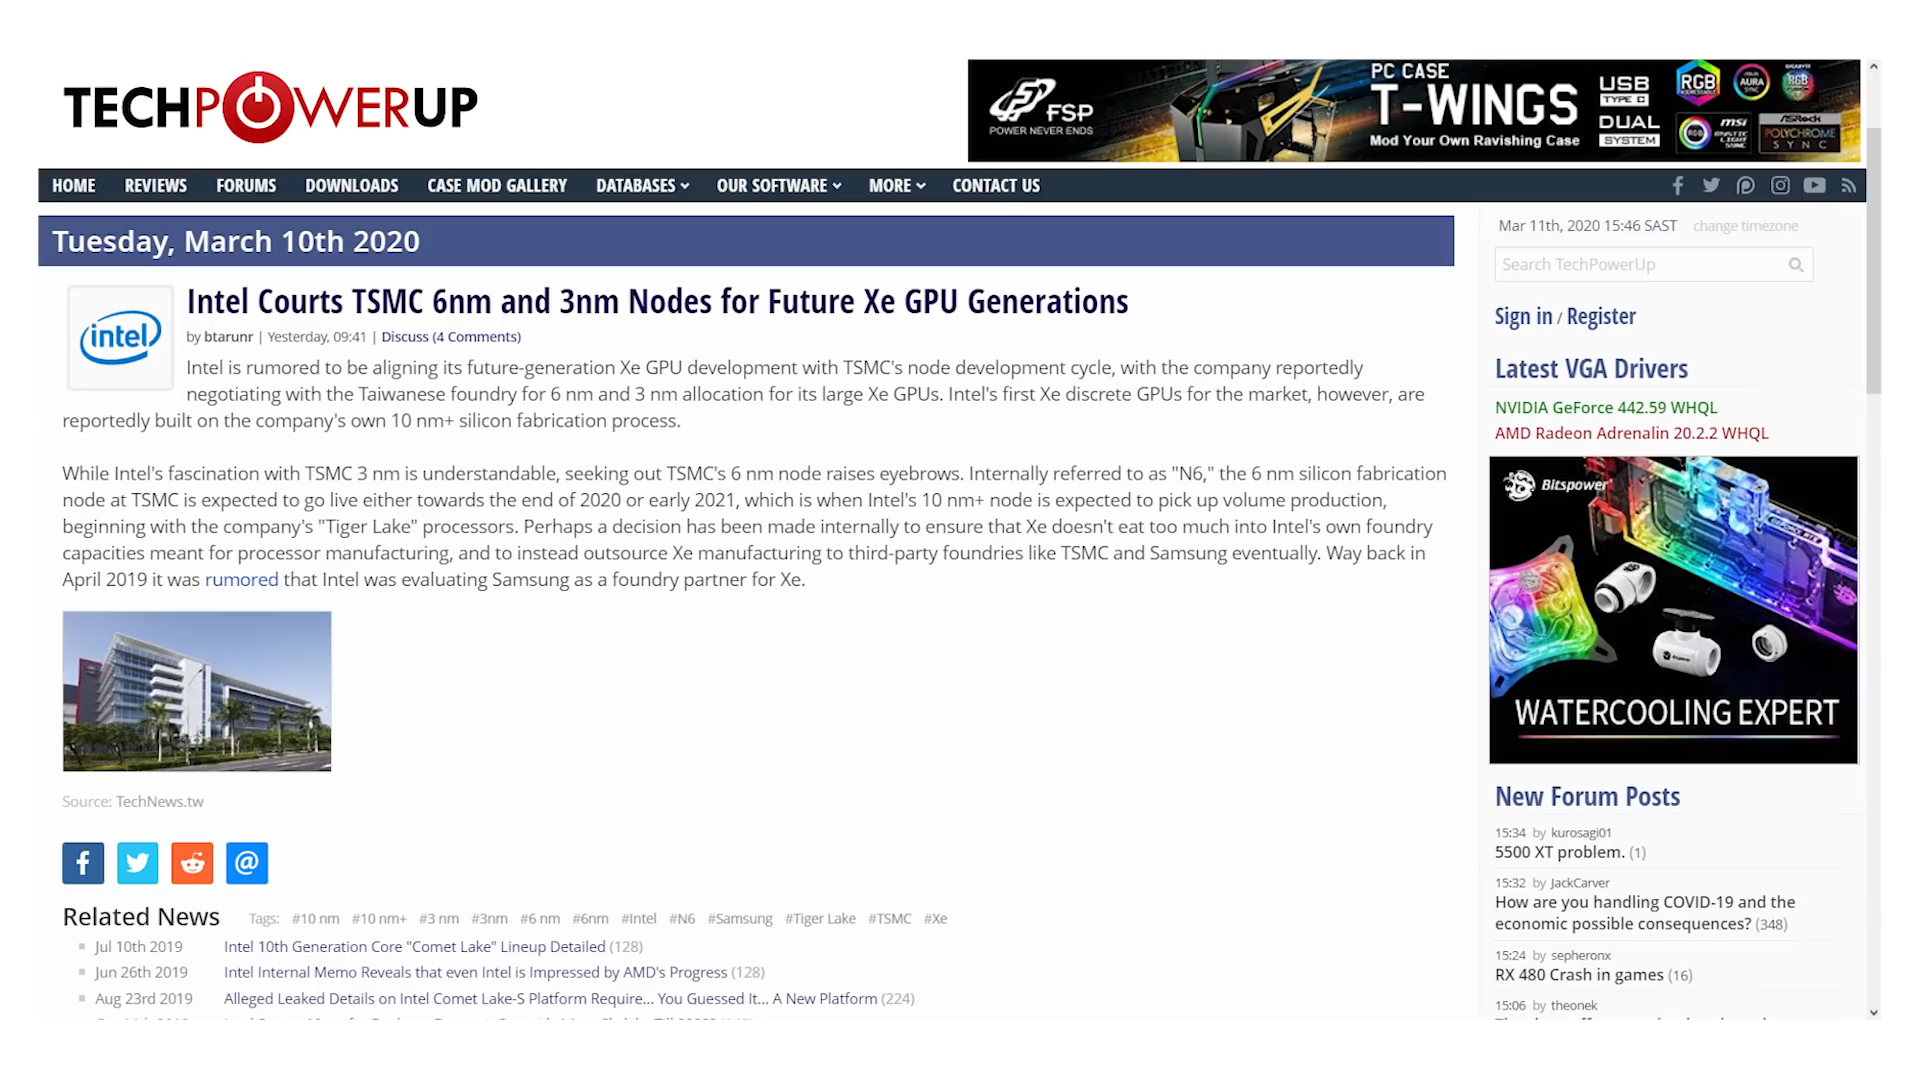 TECHPOWERUP
FSP
POWER NEVER ENDS
PC CASE
T-WINGS
Mod Your Own Ravishing Case
USB
TYPE C
DUAL
SYSTEM
RGB
AURA
SYNC
RGB
msi
MYSTIC
LIGHT
SYNC
ASRock
POLYCHROME
SYNC
HOME REVIEWS FORUMS DOWNLOADS CASE MOD GALLERY DATABASES OUR SOFTWARE MORE CONTACT US
Tuesday, March 10th 2020
intel
Intel Courts TSMC 6nm and 3nm Nodes for Future Xe GPU Generations
by btarunr | Yesterday, 09:41 | Discuss (4 Comments)
Intel is rumored to be aligning its future-generation Xe GPU development with TSMC's node development cycle, with the company reportedly
negotiating with the Taiwanese foundry for 6 nm and 3 nm allocation for its large Xe GPUs. Intel's first Xe discrete GPUs for the market, however, are
reportedly built on the company's own 10 nm+ silicon fabrication process.
While Intel's fascination with TSMC 3 nm is understandable, seeking out TSMC's 6 nm node raises eyebrows. Internally referred to as "N6," the 6 nm silicon fabrication
node at TSMC is expected to go live either towards the end of 2020 or early 2021, which is when Intel's 10 nm+ node is expected to pick up volume production,
beginning with the company's "Tiger Lake" processors. Perhaps a decision has been made internally to ensure that Xe doesn't eat too much into Intel's own foundry
capacities meant for processor manufacturing, and to instead outsource Xe manufacturing to third-party foundries like TSMC and Samsung eventually. Way back in
April 2019 it was rumored that Intel was evaluating Samsung as a foundry partner for Xe.
Source: TechNews.tw
Related News Tags: #10 nm #10 nm+ #3 nm #3nm #6 nm #6nm #Intel #N6 #Samsung #Tiger Lake #TSMC #Xe
Jul 10th 2019 Intel 10th Generation Core "Comet Lake" Lineup Detailed (128)
Jun 26th 2019 Intel Internal Memo Reveals that even Intel is Impressed by AMD's Progress (128)
Aug 23rd 2019 Alleged Leaked Details on Intel Comet Lake-S Platform Require... You Guessed It... A New Platform (224)
Mar 11th, 2020 15:46 SAST change timezone
Search TechPowerUp
Sign in / Register
Latest VGA Drivers
NVIDIA GeForce 442.59 WHQL
AMD Radeon Adrenalin 20.2.2 WHQL
Bitspower
WATERCOOLING EXPERT
New Forum Posts
15:34 by kurosagi01
5500 XT problem. (1)
15:32 by JackCarver
How are you handling COVID-19 and the
economic possible consequences? (348)
15:24 by sepheronx
RX 480 Crash in games (16)
15:06 by theonek